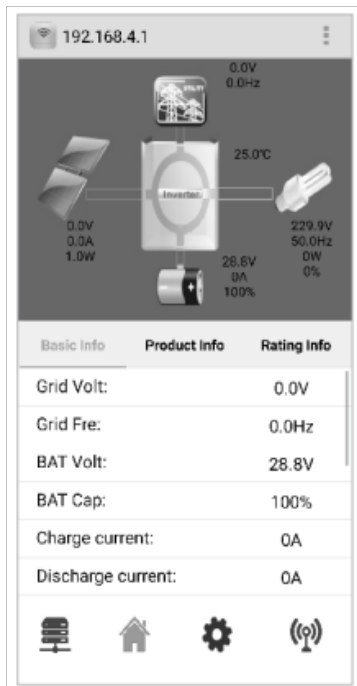 192.168.4.1
0.0V
0.0Hz
UTILITY
25.0℃
Inverter
0.0V
0.0A
1.0W
229.9V
50.0Hz
0W
0%
28.8V
0A
100%
Basic Info Product Info Rating Info
Grid Volt: 0.0V
Grid Fre: 0.0Hz
BAT Volt: 28.8V
BAT Cap: 100%
Charge current: 0A
Discharge current: 0A